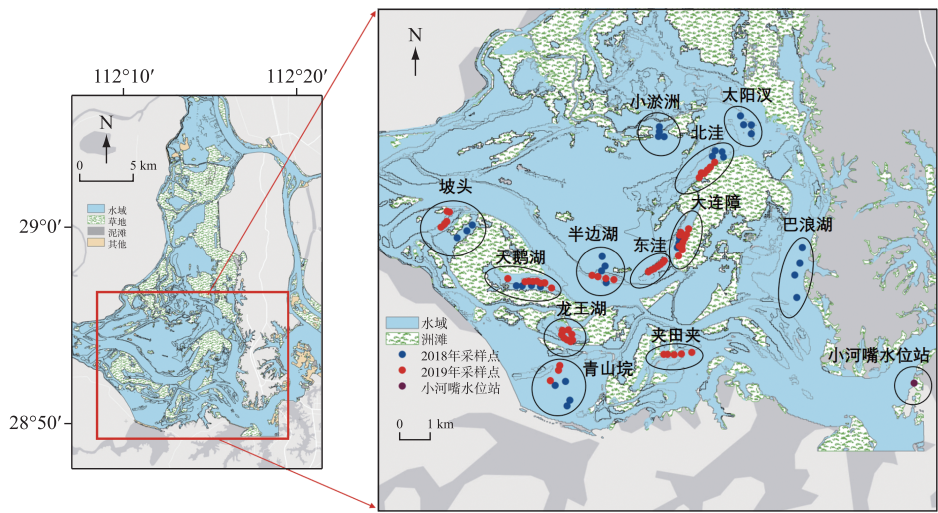 112°10′
112°20′
N
0
5 km
水域
草地
泥滩
其他
29°0′
28°50′
N
小淤洲
太阳汊
北洼
坡头
大连障
巴浪湖
半边湖
东洼
天鹅湖
龙王湖
夹田夹
小河嘴水位站
青山垸
水域
洲滩
2018年采样点
2019年采样点
小河嘴水位站
0
1 km